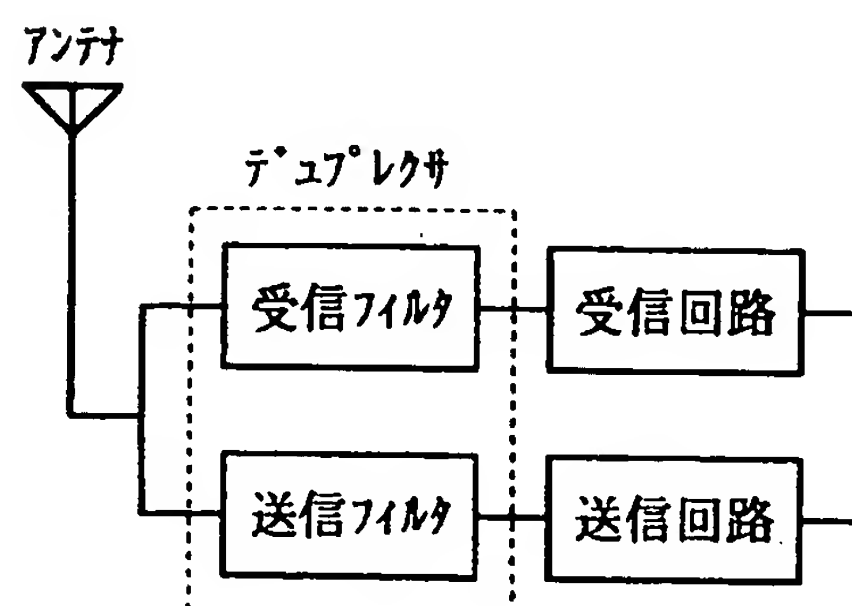 アンテナ
デュプレクサ
受信フィルタ
受信回路
送信フィルタ
送信回路